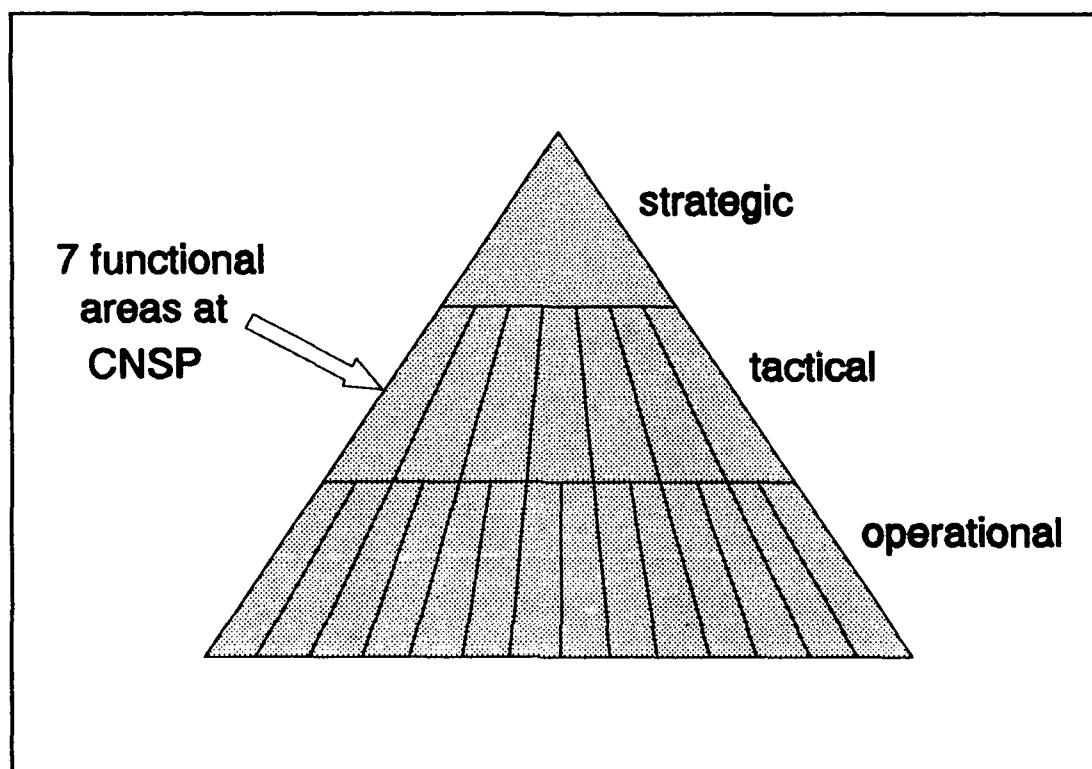 strategic
7 functional
areas at
CNSP
tactical
operational